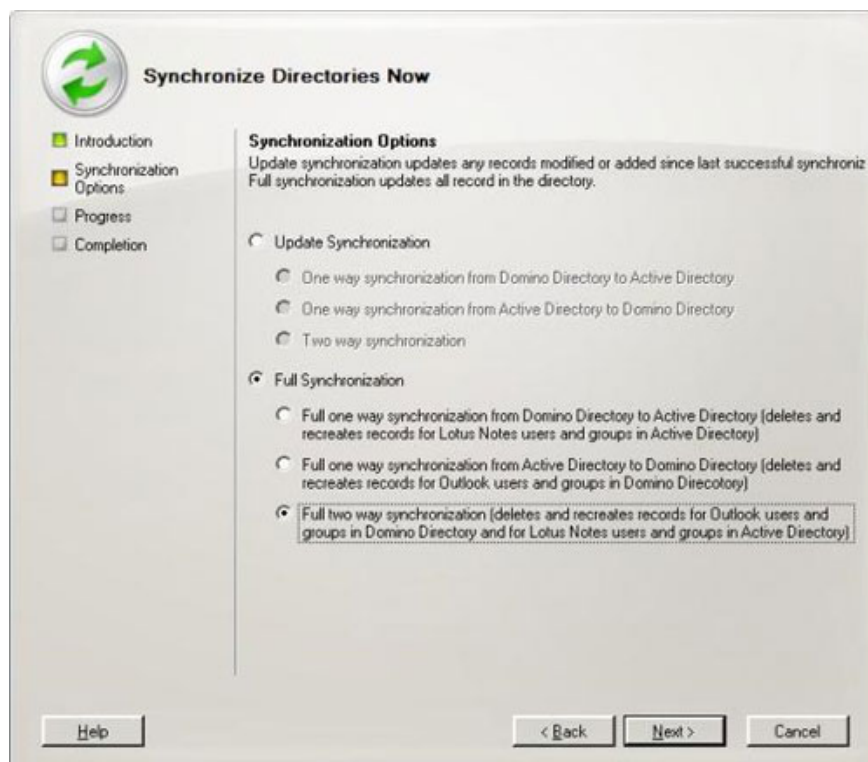 Synchronize Directories Now
Introduction
Synchronization
Options
Progress
Completion
Synchronization Options
Update synchronization updates any records modified or added since last successful synchroniz
Full synchronization updates all record in the directory.
Update Synchronization
One way synchronization from Domino Directory to Active Directory
One way synchronization from Active Directory to Domino Directory
Two way synchronization
Full Synchronization
Full one way synchronization from Domino Directory to Active Directory (deletes and
recreates records for Lotus Notes users and groups in Active Directory)
Full one way synchronization from Active Directory to Domino Directory (deletes and
recreates records for Outlook users and groups in Domino Direcotory)
Full two way synchronization (deletes and recreates records for Outlook users and
groups in Domino Directory and for Lotus Notes users and groups in Active Directory)
Help
< Back
Next >
Cancel